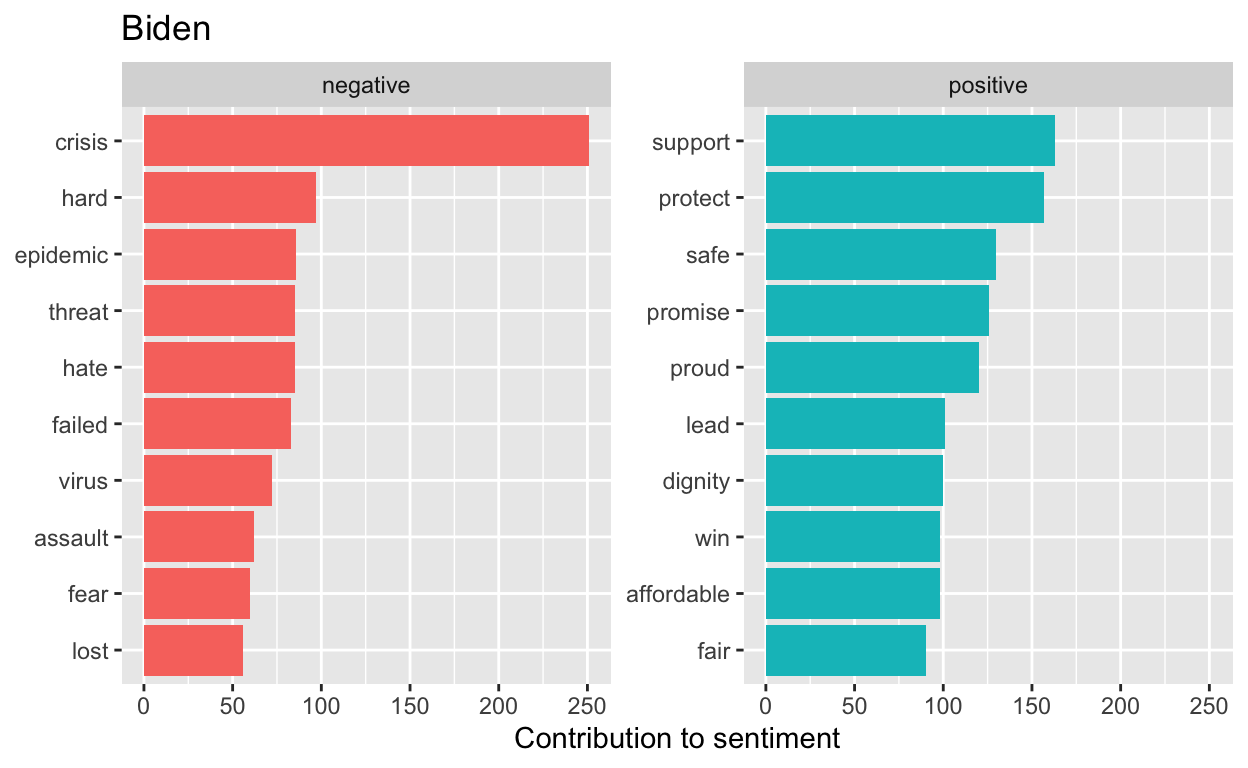 Biden
negative
crisis
hard
epidemic
threat
hate
failed
virus
assault
fear
lost
0 50 100 150 200 250
positive
support
protect
safe
promise
proud
lead
dignity
win
affordable
fair
0 50 100 150 200 250
Contribution to sentiment